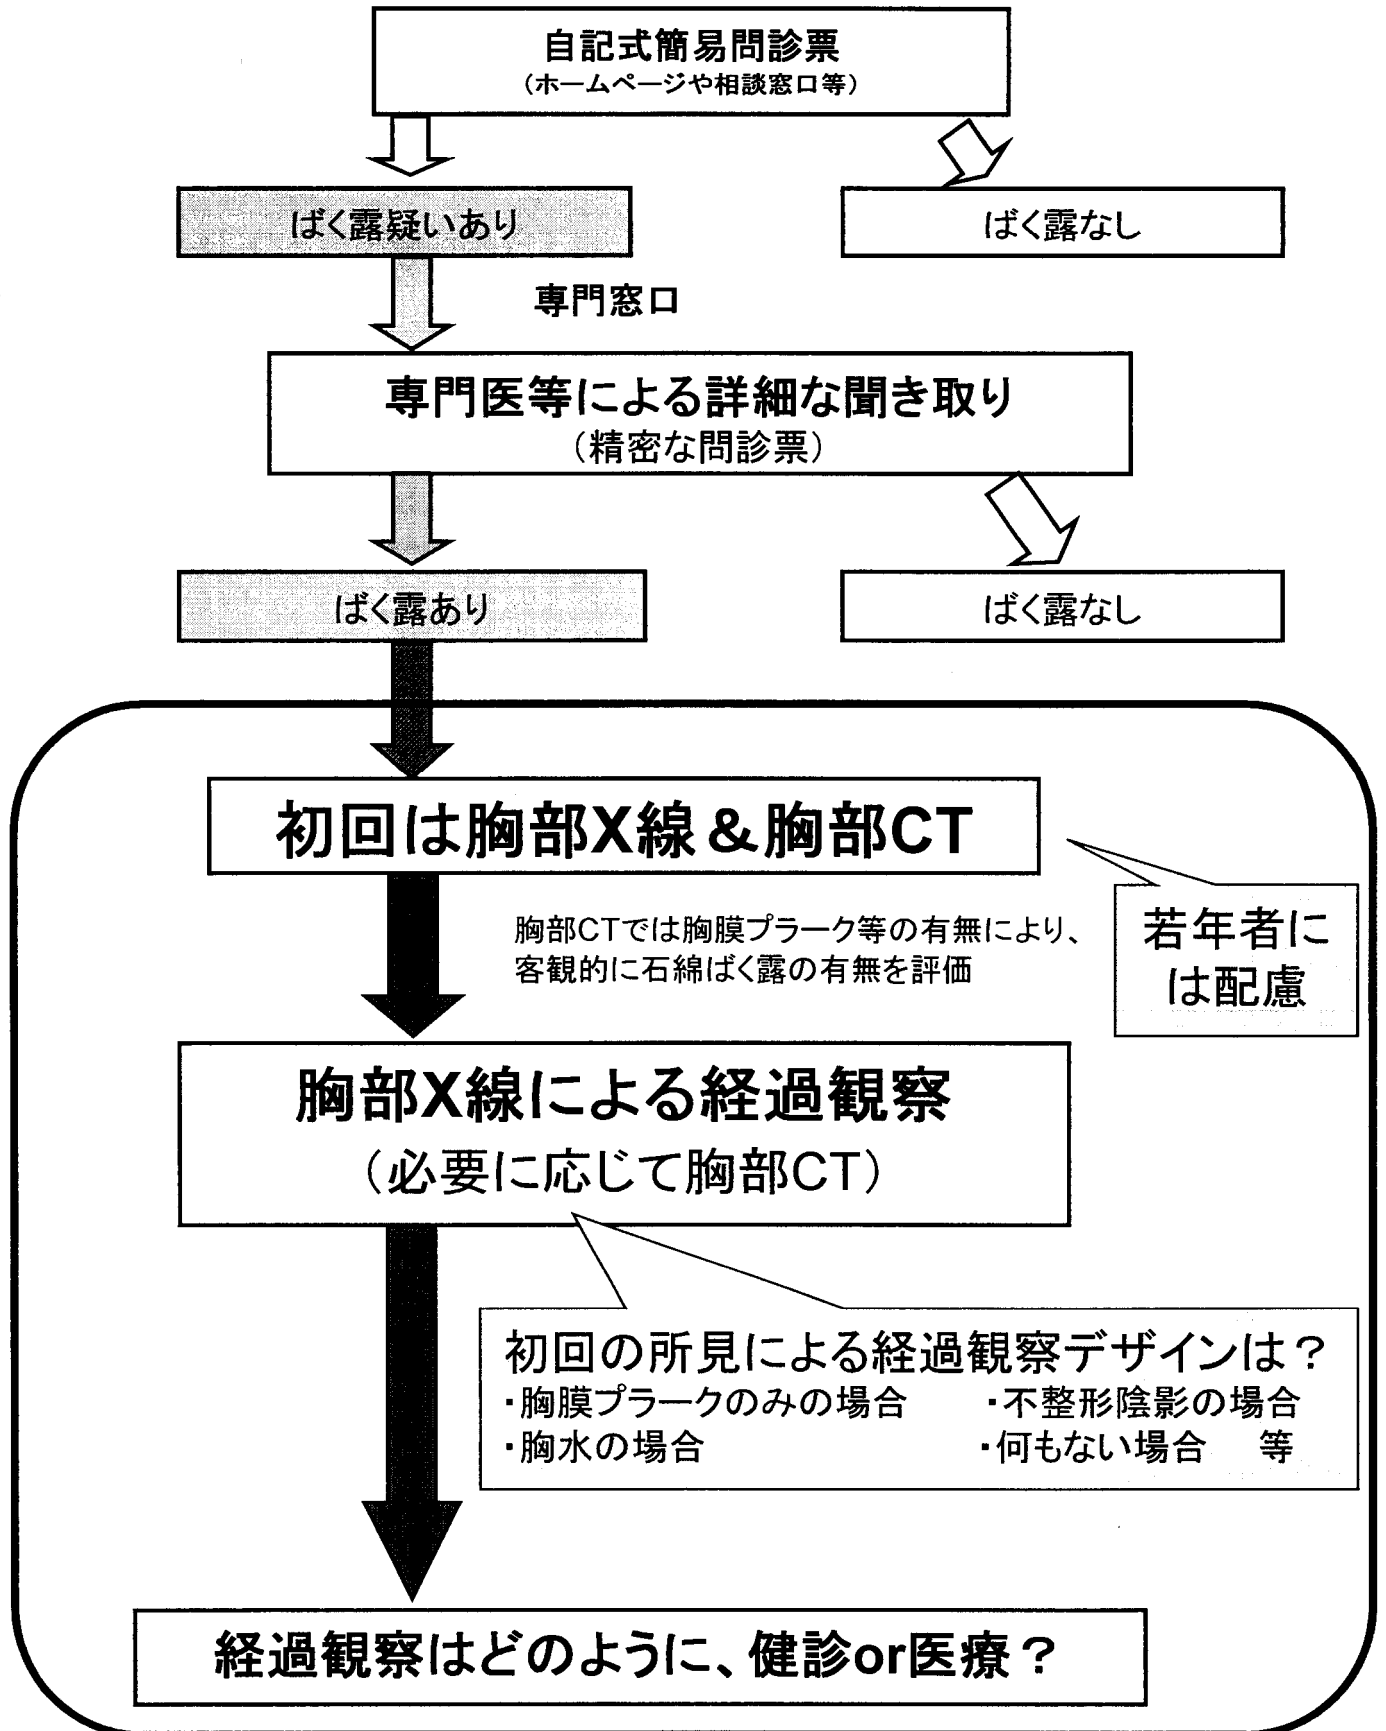 自記式簡易問診票
（ホームページや相談窓口等）
ばく露疑いあり
ばく露なし
専門窓口
専門医等による詳細な聞き取り
（精密な問診票）
ばく露あり
ばく露なし
初回は胸部X線＆胸部CT
若年者に
は配慮
胸部CTでは胸膜プラーク等の有無により、
客観的に石綿ばく露の有無を評価
胸部X線による経過観察
（必要に応じて胸部CT）
初回の所見による経過観察デザインは？
・胸膜プラークのみの場合　・不整形陰影の場合
・胸水の場合　・何もない場合　等
経過観察はどのように、健診or医療？